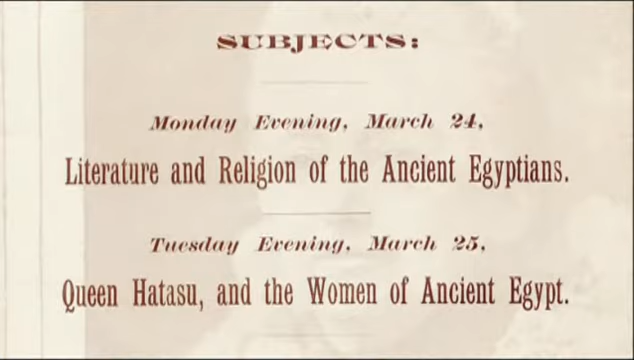 SUBJECTS:
Monday Evening, March 24,
Literature and Religion of the Ancient Egyptians.
Tuesday Evening, March 25,
Queen Hatasu, and the Women of Ancient Egypt.